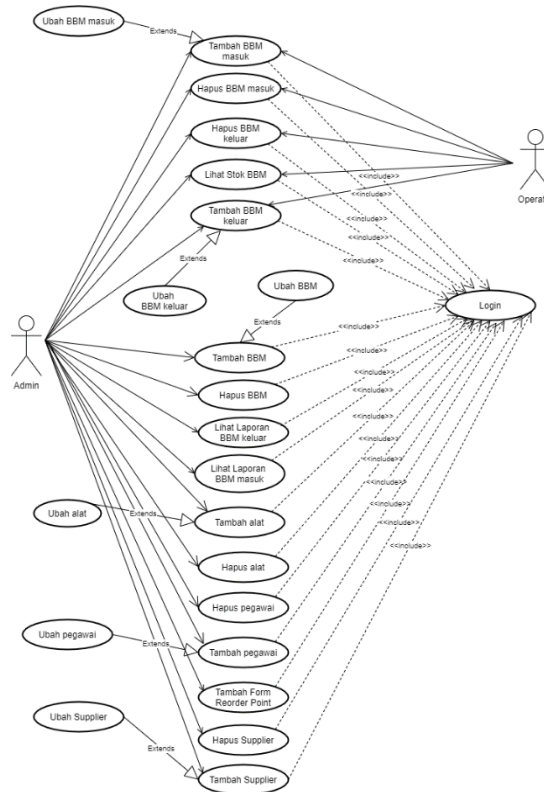 Ubah BBM masuk
Extends
Tambah BBM
masuk
Hapus BBM masuk
Hapus BBM
keluar
Lihat Stok BBM
Tambah BBM
keluar
Extends
Ubah
BBM keluar
Ubah BBM
Extends
Operat
<<include>>
<<include>>
<<include>>
<<include>>
<<include>>
Login
Admin
Tambah BBM
Hapus BBM
Lihat Laporan
BBM keluar
Lihat Laporan
BBM masuk
Ubah alat
Extends
Tambah alat
Hapus alat
Hapus pegawai
Ubah pegawai
Extends
Tambah pegawai
Tambah Form
Reorder Point
Ubah Supplier
Hapus Supplier
Extends
Tambah Supplier
<<include>>
<<include>>
<<include>>
<<include>>
<<include>>
<<include>>
<<include>>
<<include>>
<<include>>
<<include>>
<<include>>